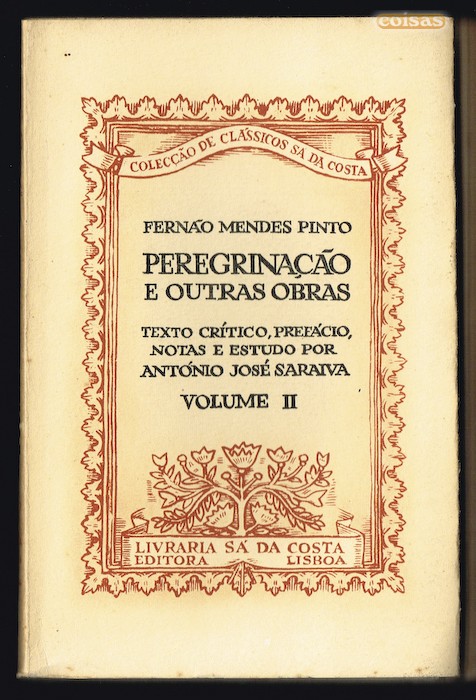 coisas
COLECÇÃO DE CLÁSSICOS SÁ DA COSTA
FERNÃO MENDES PINTO
PEREGRINAÇÃO
E OUTRAS OBRAS
TEXTO CRÍTICO, PREFÁCIO,
NOTAS E ESTUDO POR
ANTÓNIO JOSÉ SARAIVA
VOLUME II
LIVRARIA SÁ DA COSTA
EDITORA LISBOA